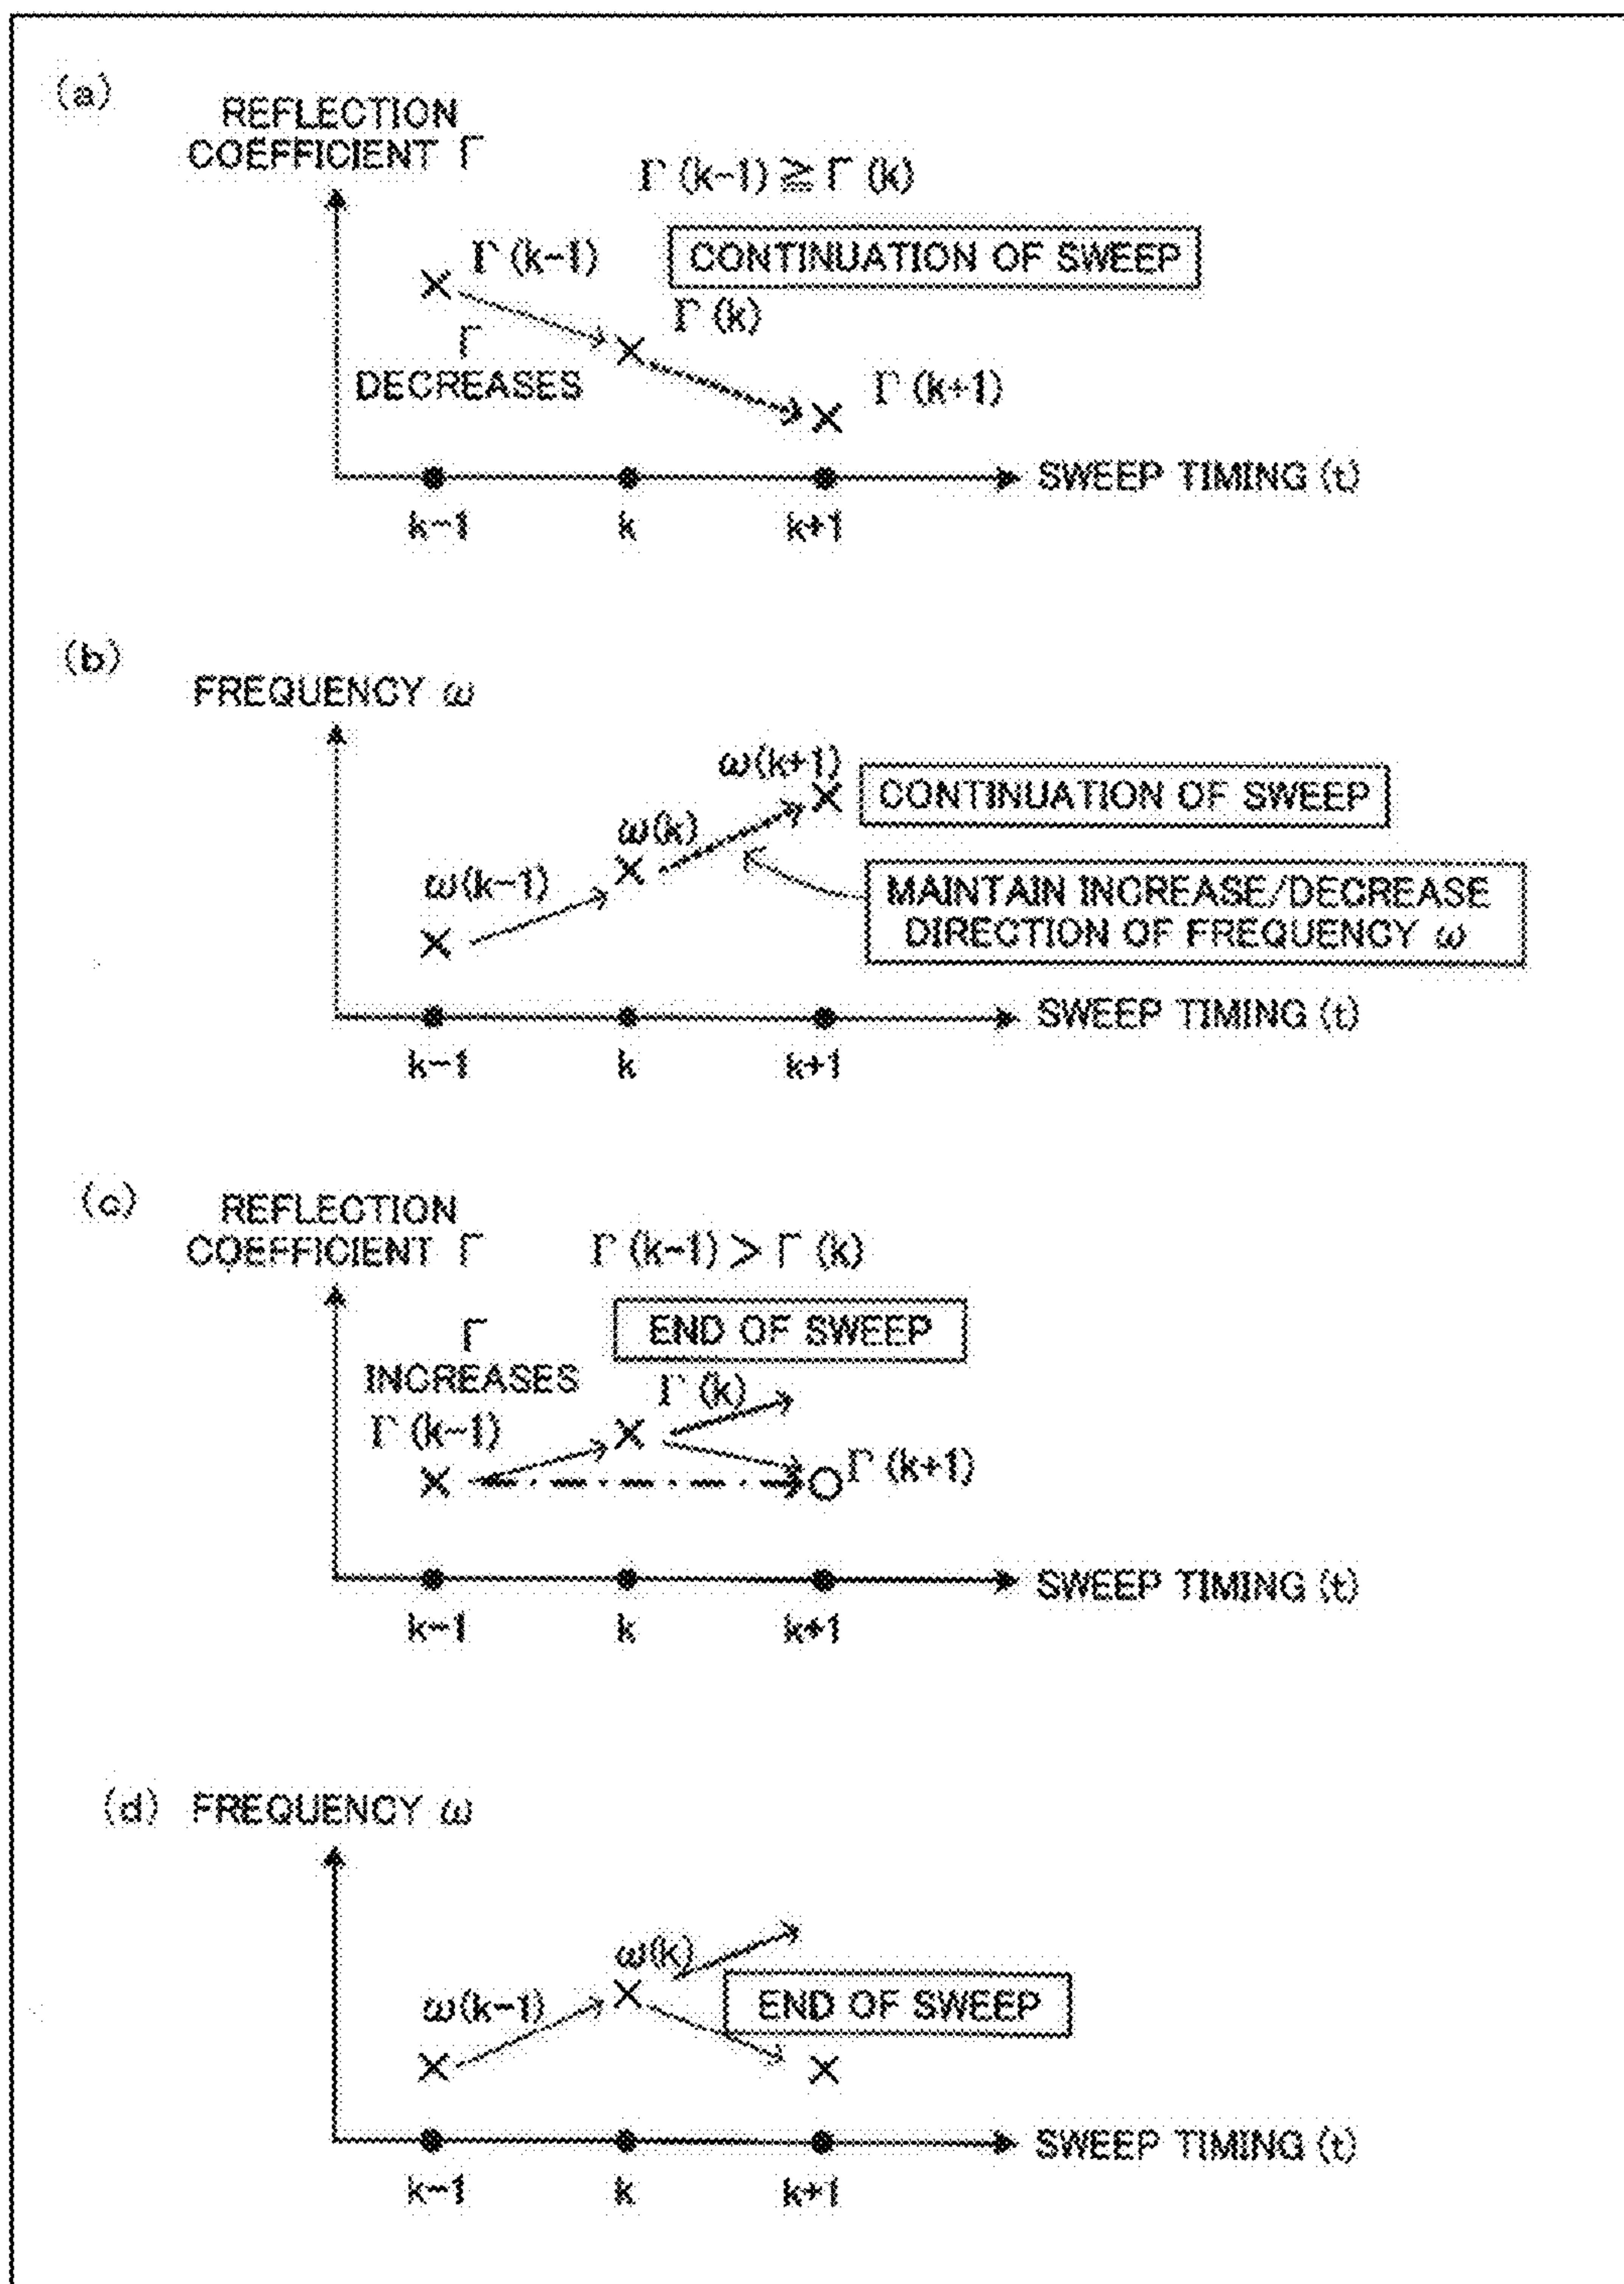 (a)
REFLECTION
COEFFICIENT Γ
Γ (k-1) ≧ Γ (k)
CONTINUATION OF SWEEP
Γ (k-1)
Γ (k)
Γ
DECREASES
Γ (k+1)
SWEEP TIMING (t)
k-1 k k+1
(b)
FREQUENCY ω
ω(k+1)
CONTINUATION OF SWEEP
ω(k)
ω(k-1)
MAINTAIN INCREASE/DECREASE
DIRECTION OF FREQUENCY ω
SWEEP TIMING (t)
k-1 k k+1
(c)
REFLECTION
COEFFICIENT Γ
Γ (k-1) > Γ (k)
END OF SWEEP
Γ
INCREASES
Γ (k)
Γ (k-1)
Γ (k+1)
SWEEP TIMING (t)
k-1 k k+1
(d) FREQUENCY ω
ω(k)
ω(k-1)
END OF SWEEP
SWEEP TIMING (t)
k-1 k k+1